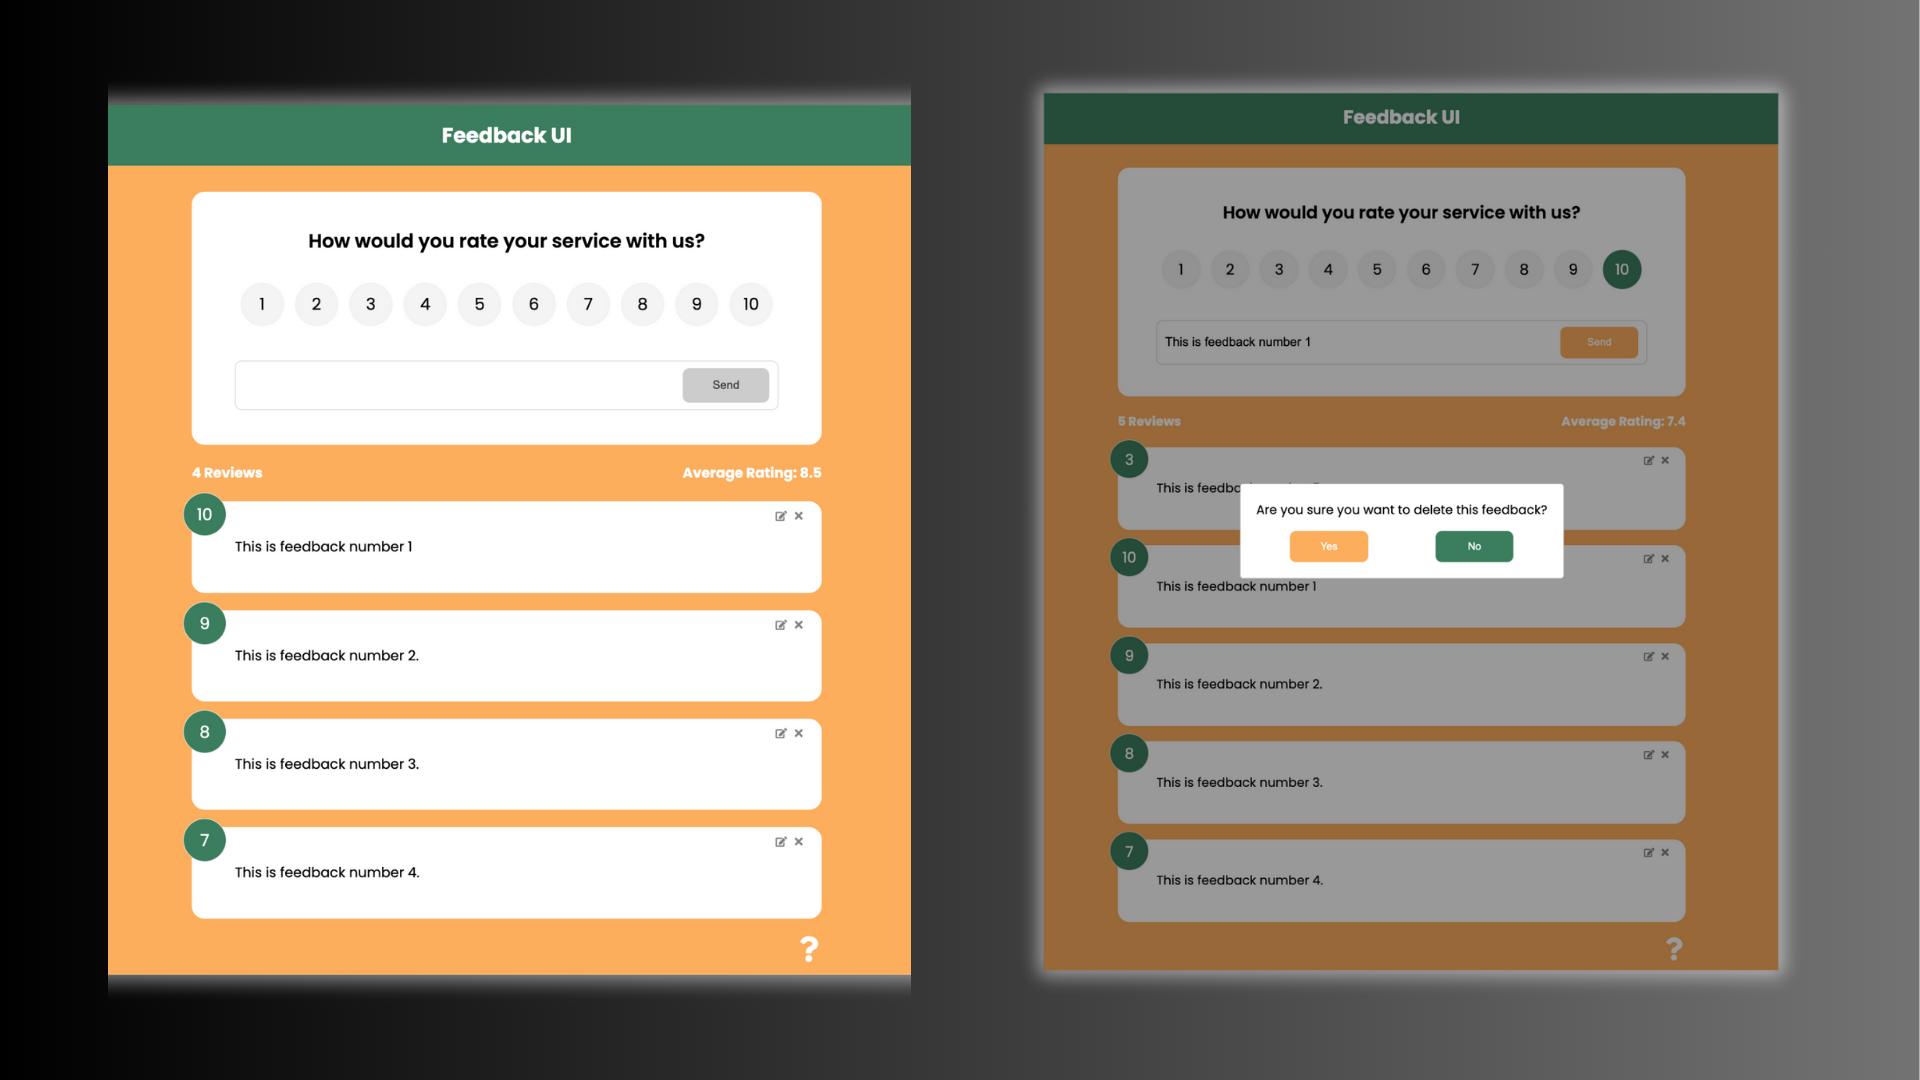 Feedback UI
How would you rate your service with us?
1 2 3 4 5 6 7 8 9 10
Send
4 Reviews Average Rating: 8.5
10
This is feedback number 1
9
This is feedback number 2.
8
This is feedback number 3.
7
This is feedback number 4.
?
Feedback UI
How would you rate your service with us?
1 2 3 4 5 6 7 8 9 10
This is feedback number 1 Send
5 Reviews Average Rating: 7.4
3
This is
Are you sure you want to delete this feedback?
Yes No
10
This is feedback number 1
9
This is feedback number 2.
8
This is feedback number 3.
7
This is feedback number 4.
?